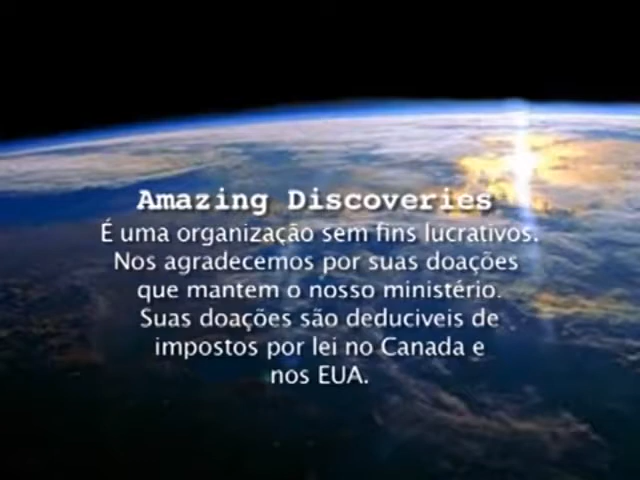 Amazing Discoveries
É uma organização sem fins lucrativos.
Nos agradecemos por suas doações
que mantem o nosso ministério.
Suas doações são deduciveis de
impostos por lei no Canada e
nos EUA.